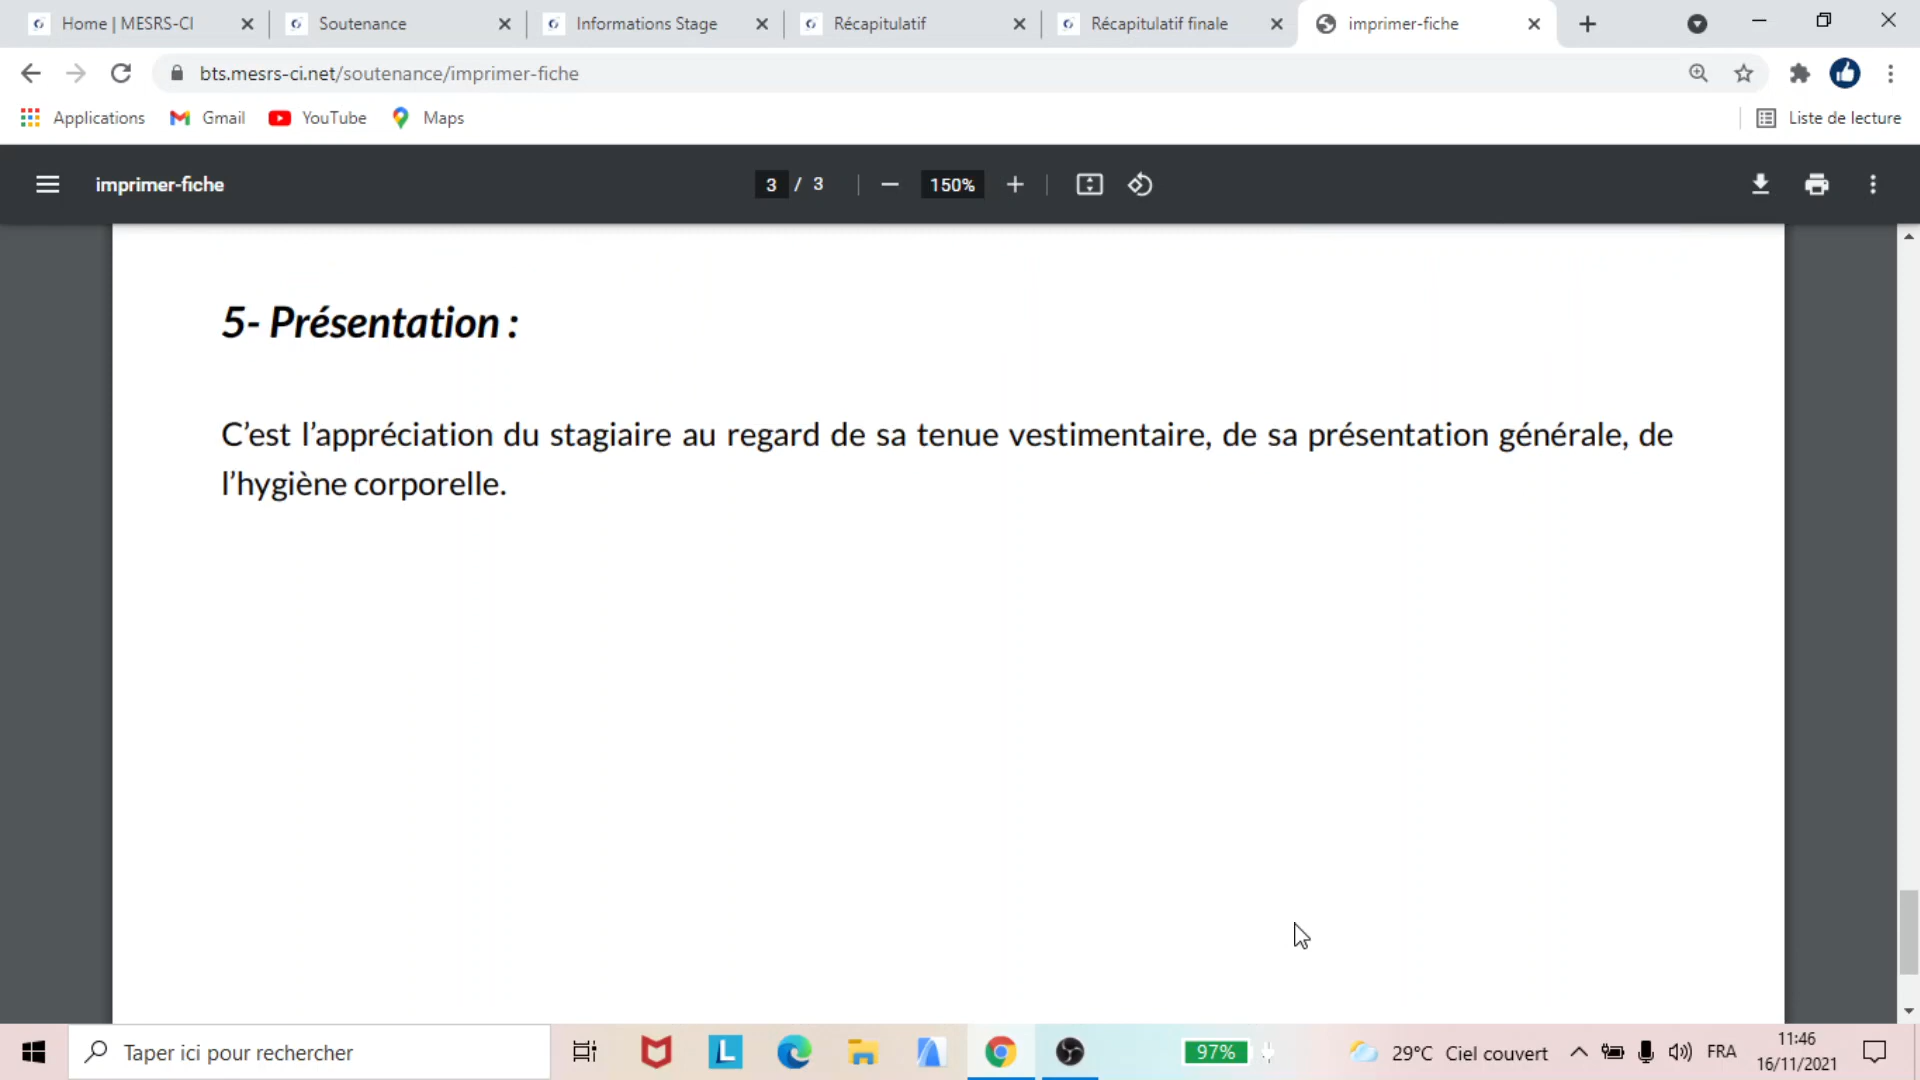 Home | MESRS-CI
Soutenance
Informations Stage
Récapitulatif
Récapitulatif finale
imprimer-fiche
bts.mesrs-ci.net/soutenance/imprimer-fiche
Applications
Gmail
YouTube
Maps
Liste de lecture
imprimer-fiche
3 / 3
150%
5- Présentation :
C’est l’appréciation du stagiaire au regard de sa tenue vestimentaire, de sa présentation générale, de
l’hygiène corporelle.
Taper ici pour rechercher
L
97%
29°C Ciel couvert
FRA
11:46
16/11/2021